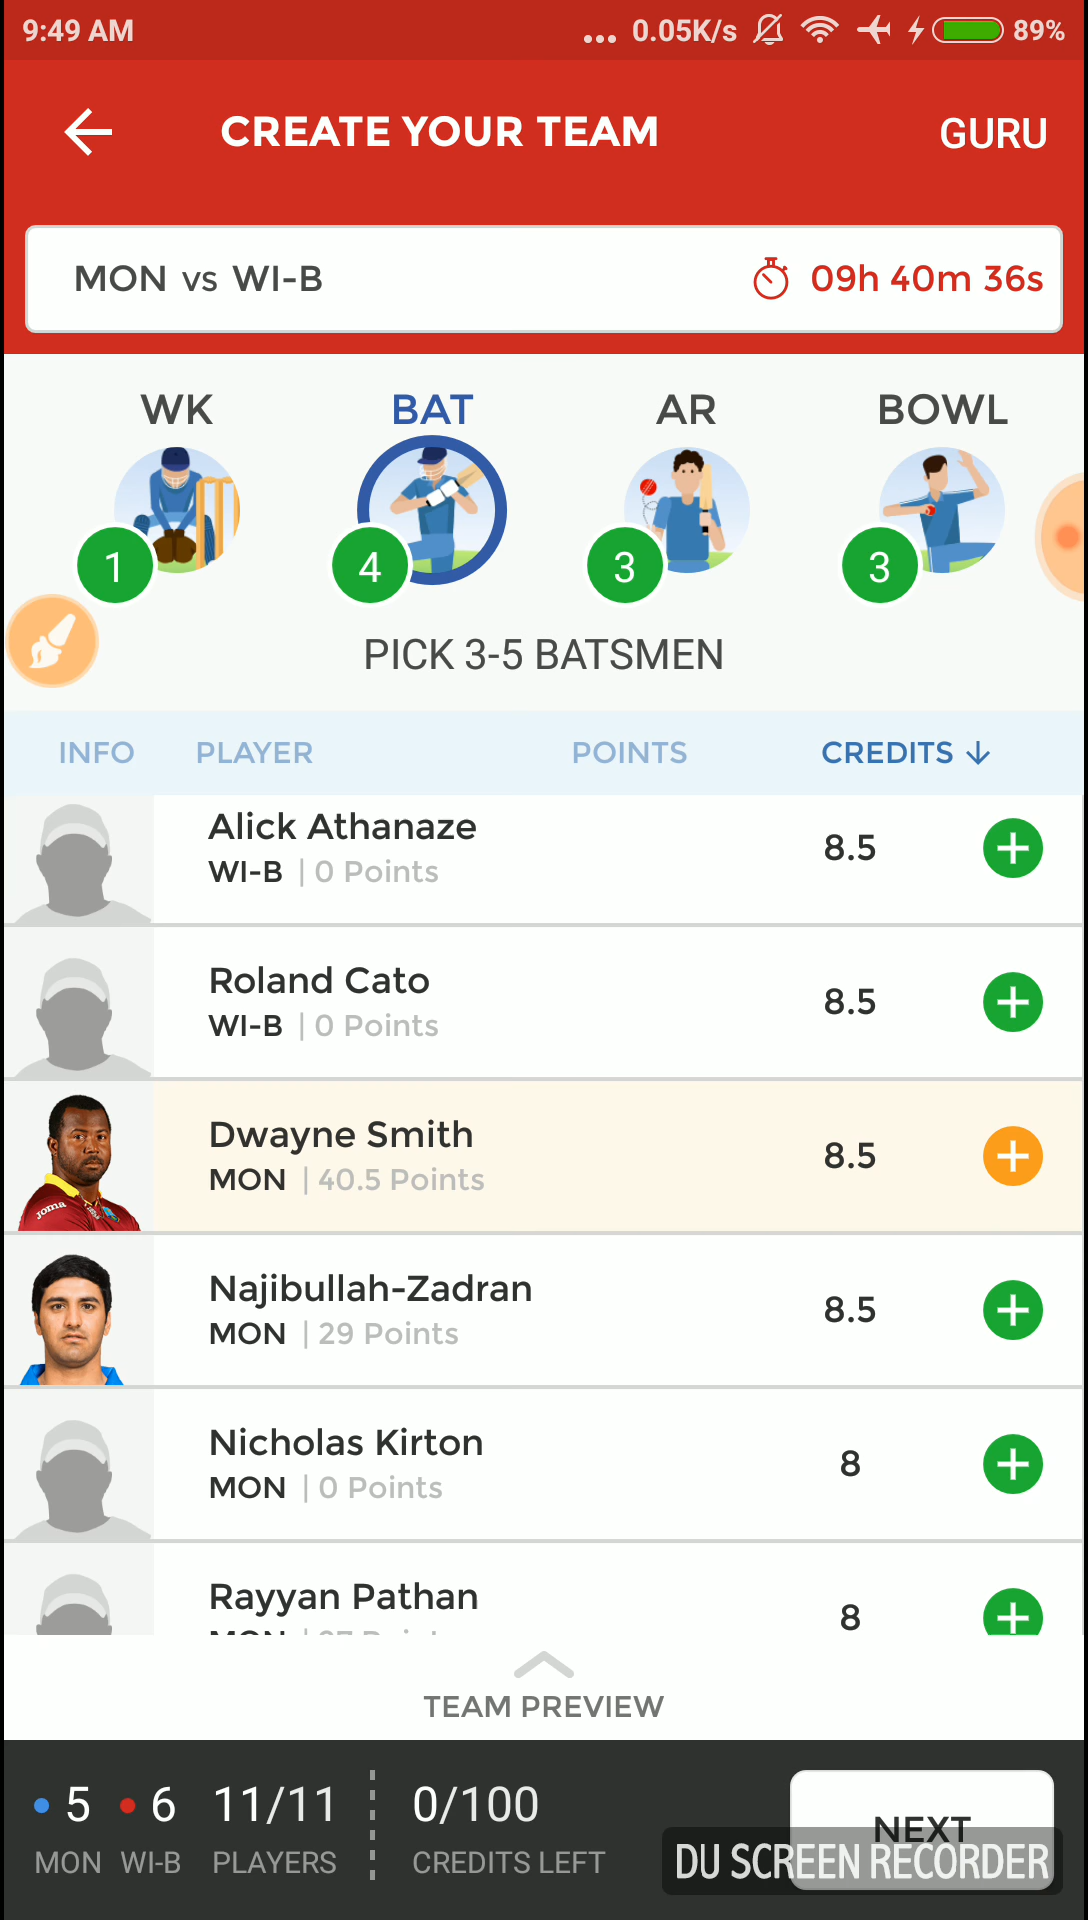 9:49 AM ... 0.05K/s 89%
CREATE YOUR TEAM GURU
MON vs WI-B 09h 40m 36s
WK BAT AR BOWL
1 4 3 3
PICK 3-5 BATSMEN
INFO PLAYER POINTS CREDITS ↓
Alick Athanaze
WI-B | 0 Points 8.5 +
Roland Cato
WI-B | 0 Points 8.5 +
Dwayne Smith
MON | 40.5 Points 8.5 +
joma
Najibullah-Zadran
MON | 29 Points 8.5 +
Nicholas Kirton
MON | 0 Points 8 +
Rayyan Pathan
8 +
TEAM PREVIEW
5 6 11/11 0/100
MON WI-B PLAYERS CREDITS LEFT
NEXT
DU SCREEN RECORDER